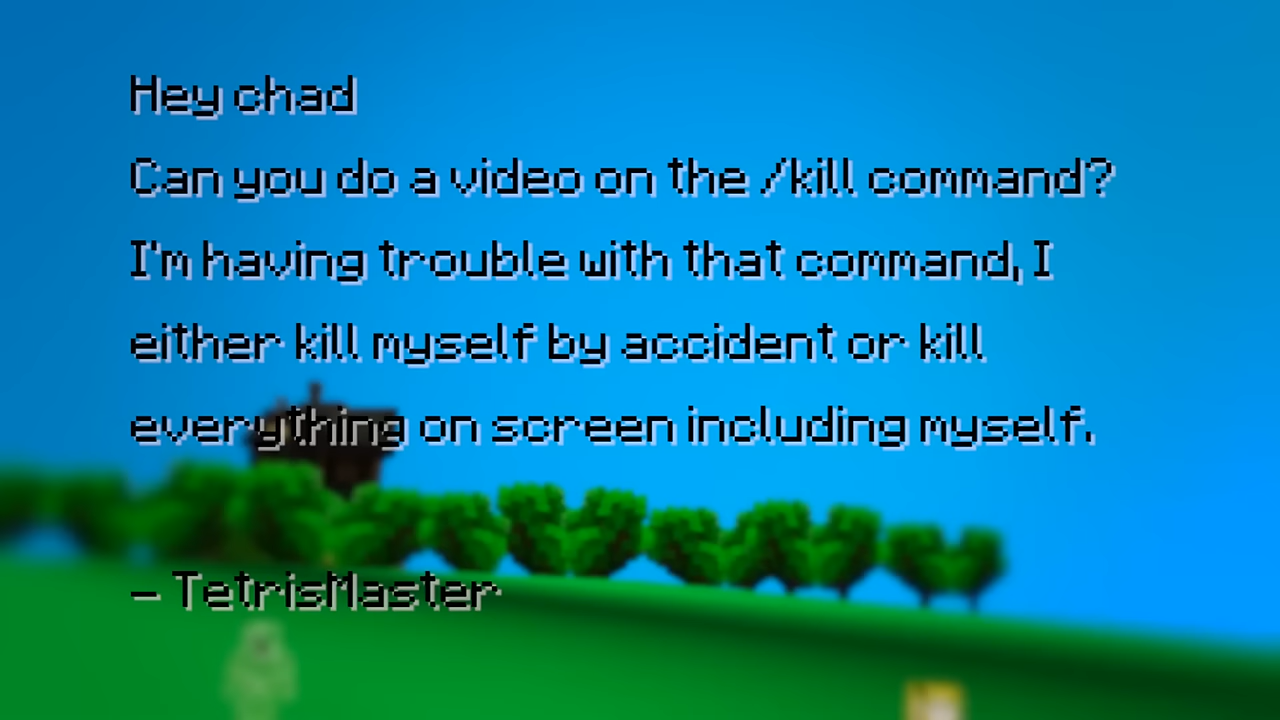 Hey chad
Can you do a video on the /kill command?
I'm having trouble with that command, I
either kill myself by accident or kill
everything on screen including myself.
– TetrisMaster